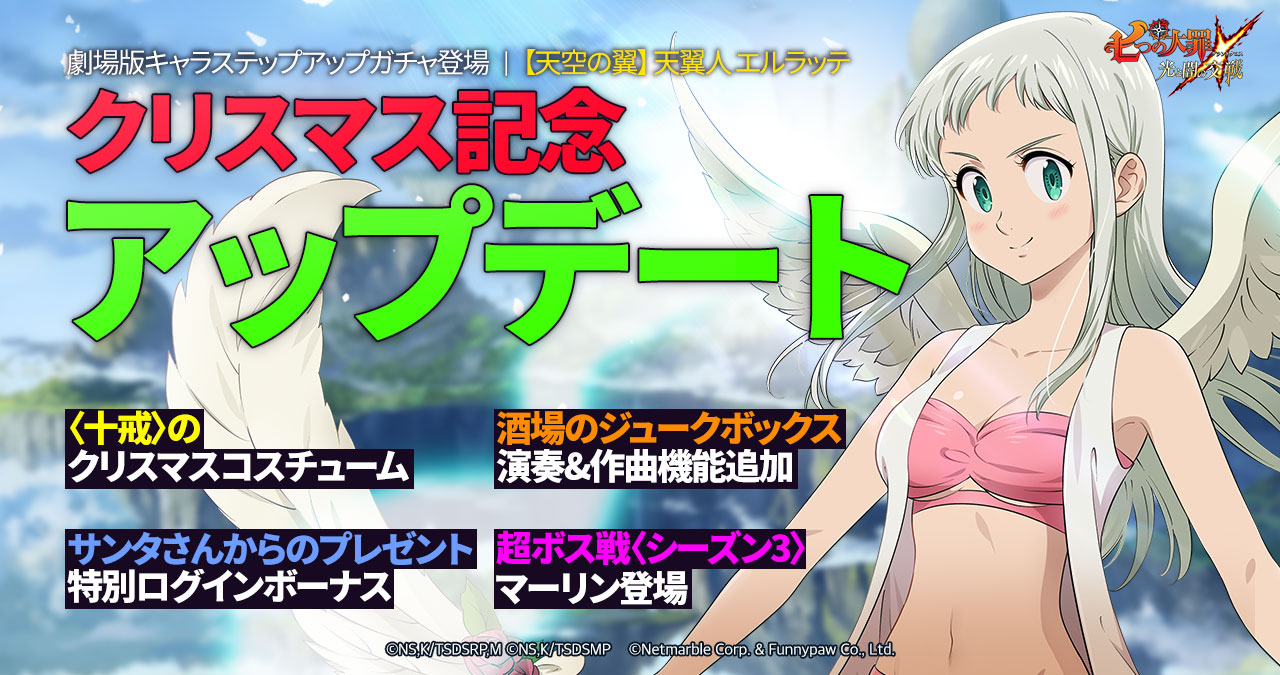 劇場版キャラステップアップガチャ登場 | 【天空の翼】天翼人 エルラッテ
七つの大罪
光と闇の交戦
クリスマス記念
アップデート
〈十戒〉の
クリスマスコスチューム
酒場のジュークボックス
演奏&作曲機能追加
サンタさんからのプレゼント
特別ログインボーナス
超ボス戦〈シーズン3〉
マーリン登場
©NS,K/TSDSRP,M ©NS,K/TSDSMP ©Netmarble Corp. & Funnypaw Co., Ltd.